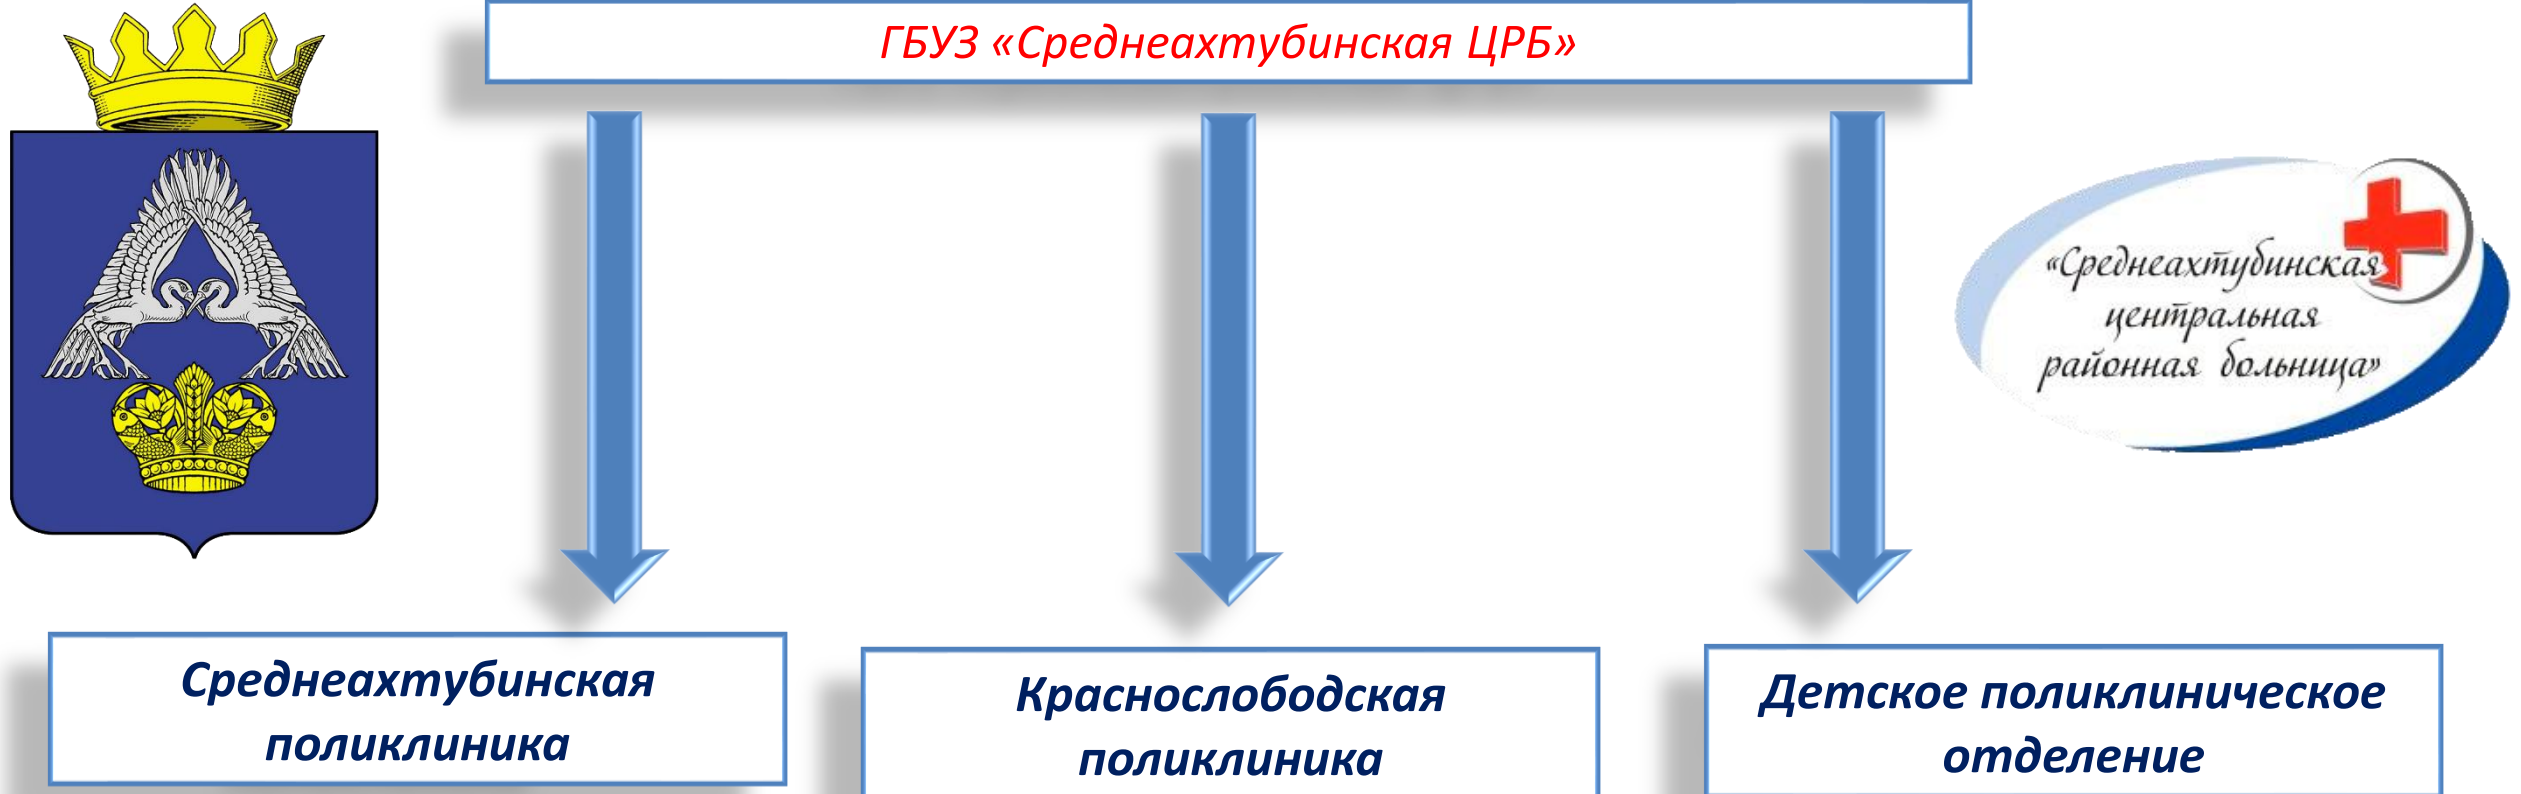 ГБУЗ «Среднеахтубинская ЦРБ»
«Среднеахтубинская
центральная
районная больница»
Среднеахтубинская
поликлиника
Краснослободская
поликлиника
Детское поликлиническое
отделение